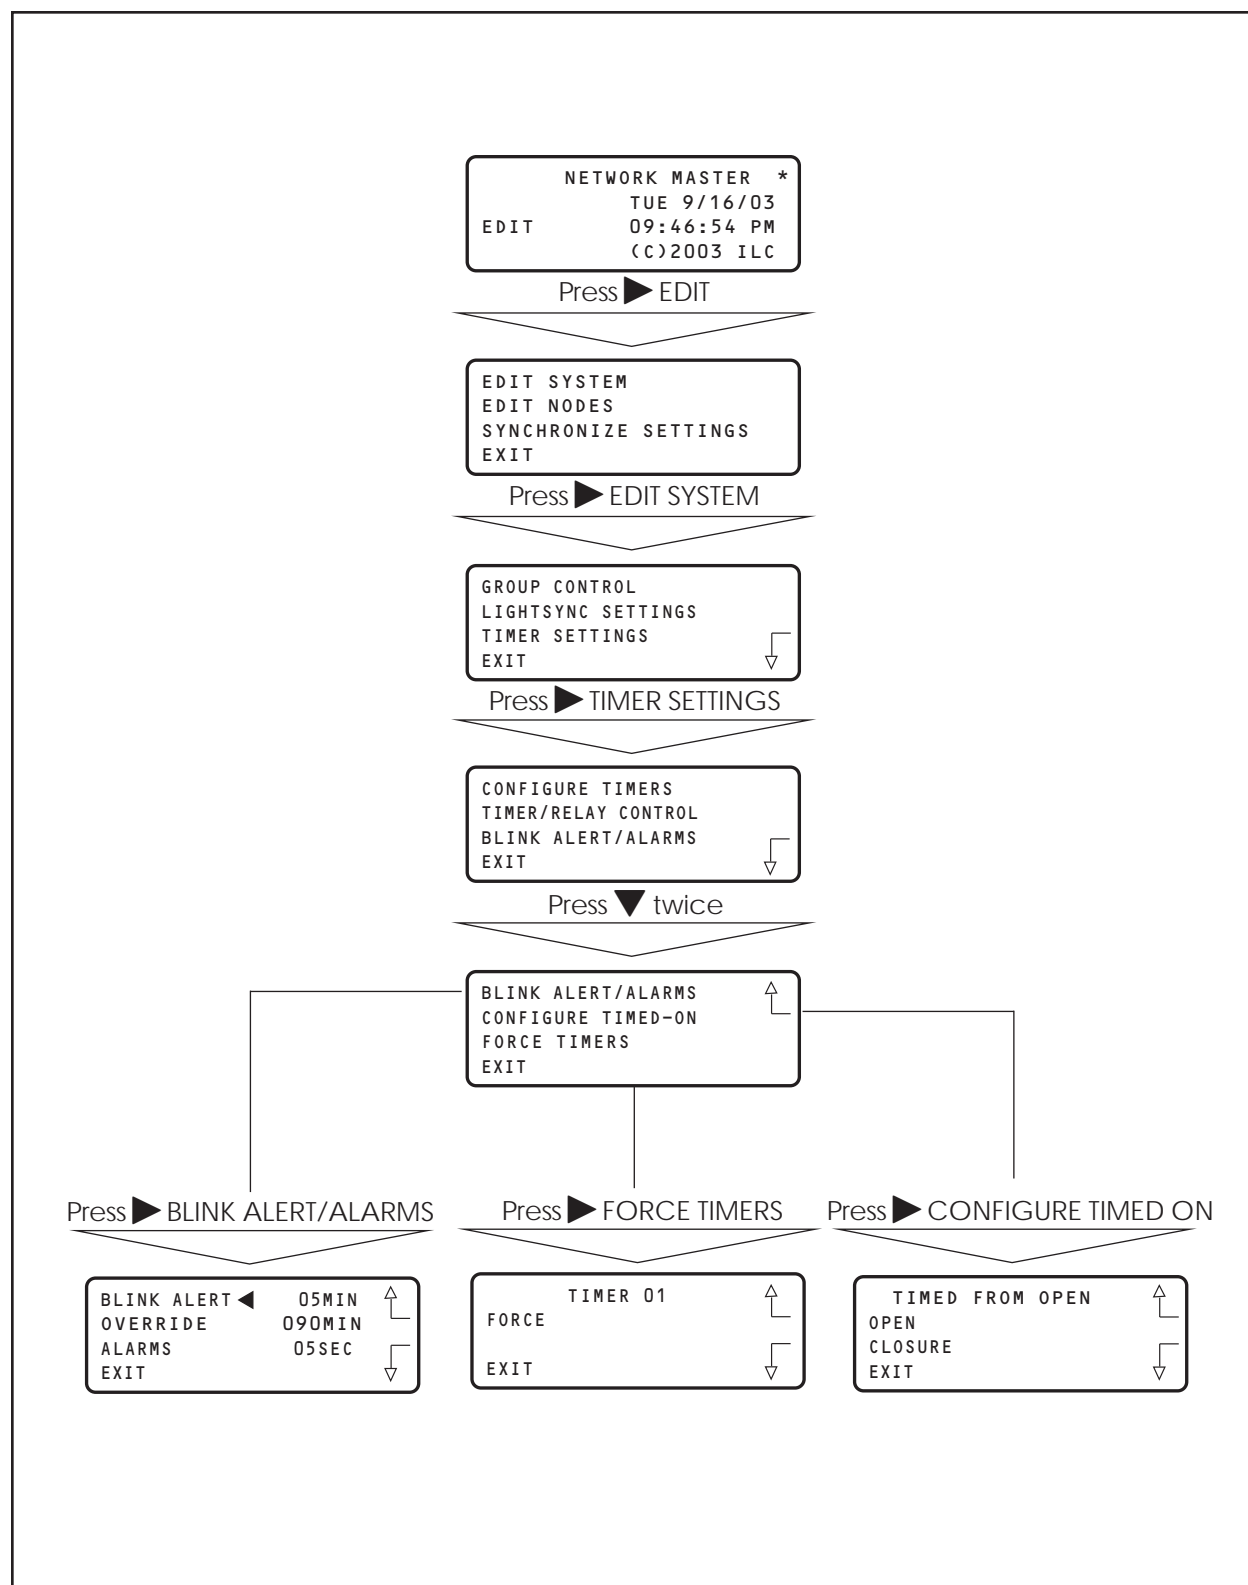 NETWORK MASTER *
TUE 9/16/03
EDIT 09:46:54 PM
(C)2003 ILC
Press ▶ EDIT
EDIT SYSTEM
EDIT NODES
SYNCHRONIZE SETTINGS
EXIT
Press ▶ EDIT SYSTEM
GROUP CONTROL
LIGHTSYNC SETTINGS
TIMER SETTINGS
EXIT
Press ▶ TIMER SETTINGS
CONFIGURE TIMERS
TIMER/RELAY CONTROL
BLINK ALERT/ALARMS
EXIT
Press ▼ twice
BLINK ALERT/ALARMS
CONFIGURE TIMED-ON
FORCE TIMERS
EXIT
Press ▶ BLINK ALERT/ALARMS
BLINK ALERT ◀ 05MIN
OVERRIDE 090MIN
ALARMS 05SEC
EXIT
Press ▶ FORCE TIMERS
TIMER 01
FORCE
EXIT
Press ▶ CONFIGURE TIMED ON
TIMED FROM OPEN
OPEN
CLOSURE
EXIT